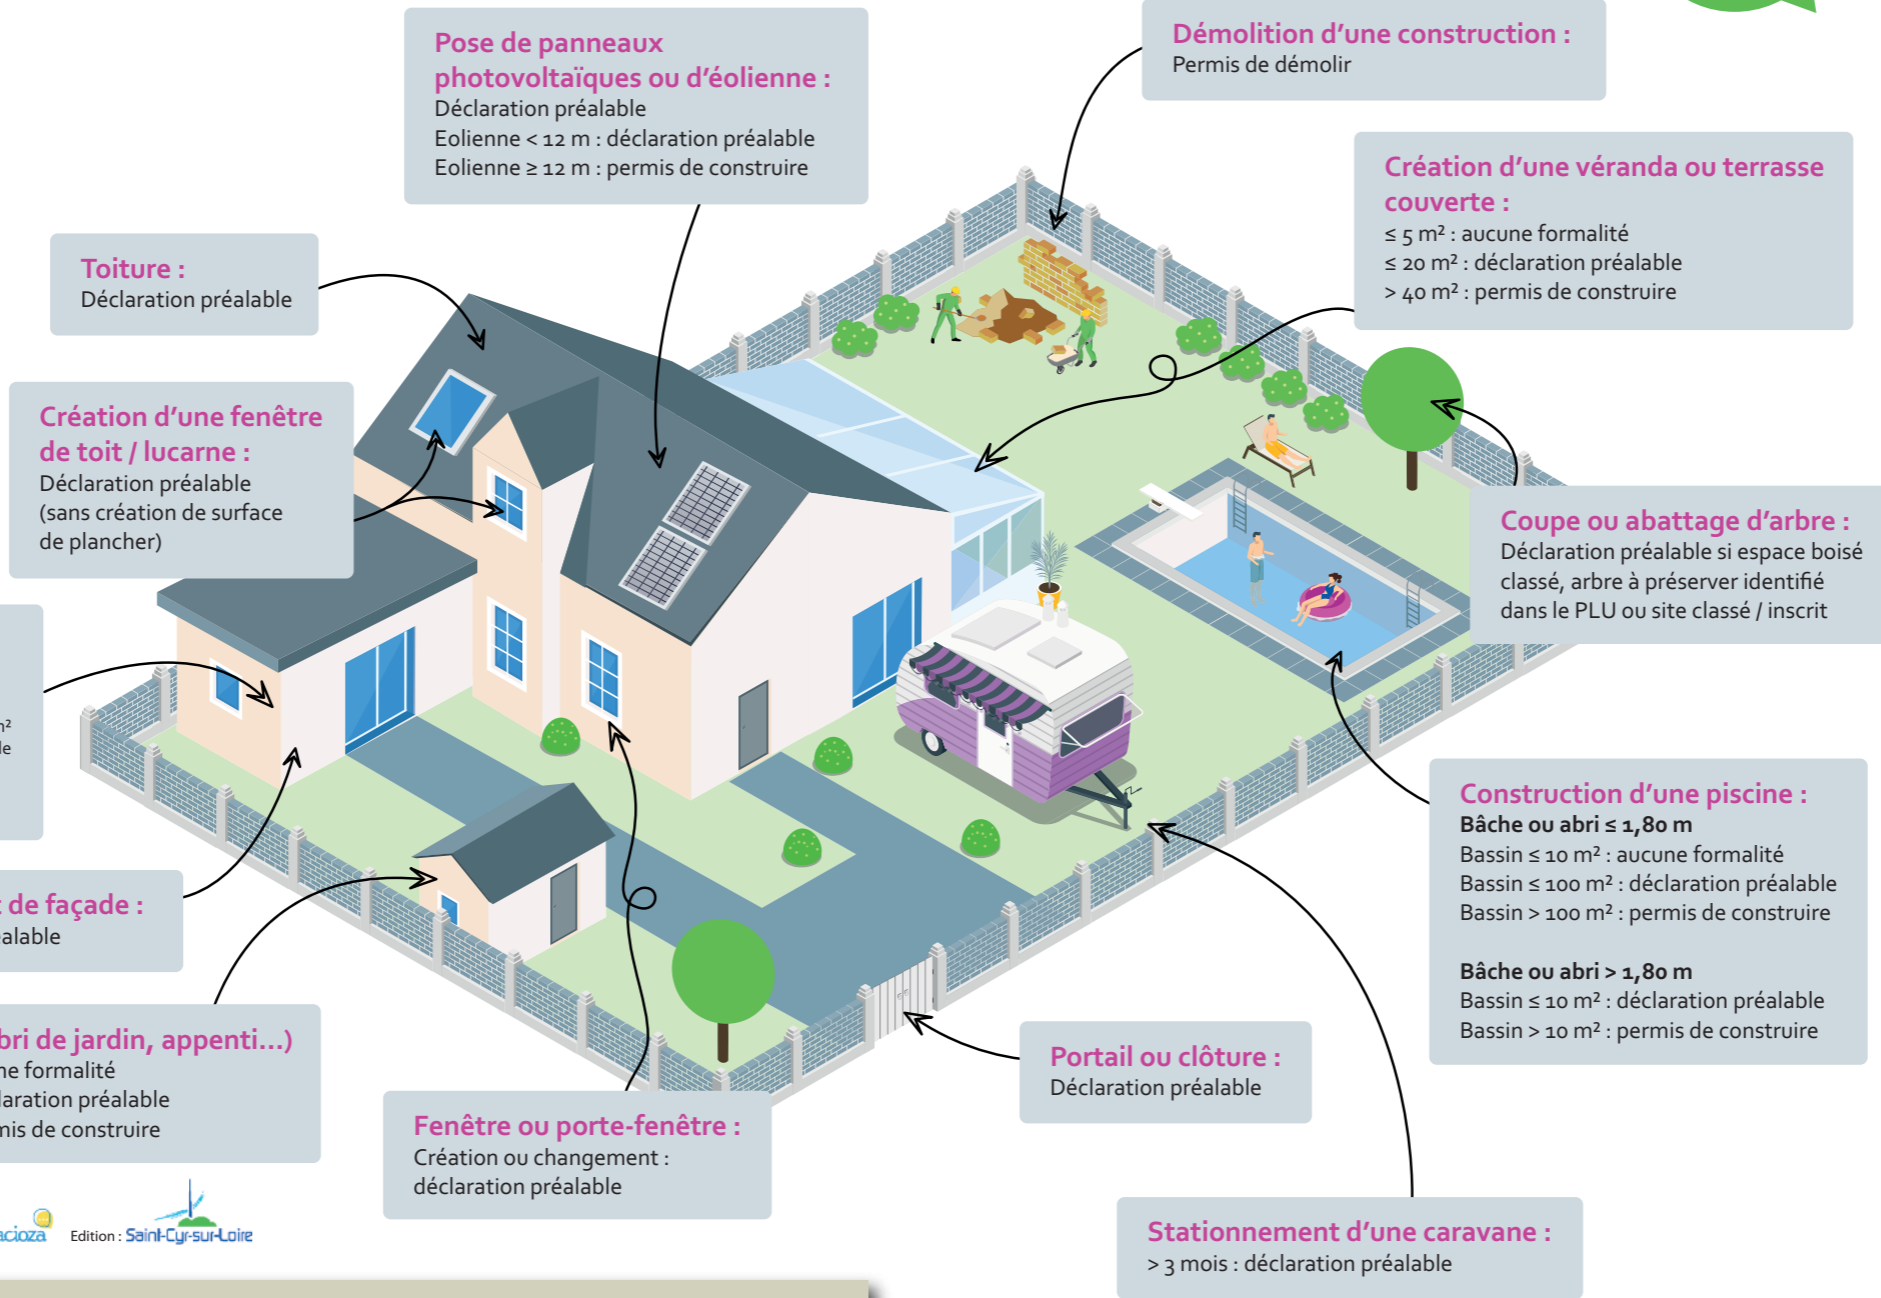 Pose de panneaux
photovoltaïques ou d'éolienne :
Déclaration préalable
Eolienne < 12 m : déclaration préalable
Eolienne ≥ 12 m : permis de construire
Démolition d'une construction :
Permis de démolir
Création d'une véranda ou terrasse
couverte :
≤ 5 m² : aucune formalité
≤ 20 m² : déclaration préalable
> 40 m² : permis de construire
Toiture :
Déclaration préalable
Création d'une fenêtre
de toit / lucarne :
Déclaration préalable
(sans création de surface
de plancher)
Coupe ou abattage d'arbre :
Déclaration préalable si espace boisé
classé, arbre à préserver identifié
dans le PLU ou site classé / inscrit
m²
le
de façade :
alable
Construction d'une piscine :
Bâche ou abri ≤ 1,80 m
Bassin ≤ 10 m² : aucune formalité
Bassin ≤ 100 m² : déclaration préalable
Bassin > 100 m² : permis de construire
Bâche ou abri > 1,80 m
Bassin ≤ 10 m² : déclaration préalable
Bassin > 10 m² : permis de construire
bri de jardin, appenti...)
ne formalité
laration préalable
mis de construire
Portail ou clôture :
Déclaration préalable
Fenêtre ou porte-fenêtre :
Création ou changement :
déclaration préalable
acioza
Edition : Saint-Cyr-sur-Loire
Stationnement d'une caravane :
> 3 mois : déclaration préalable